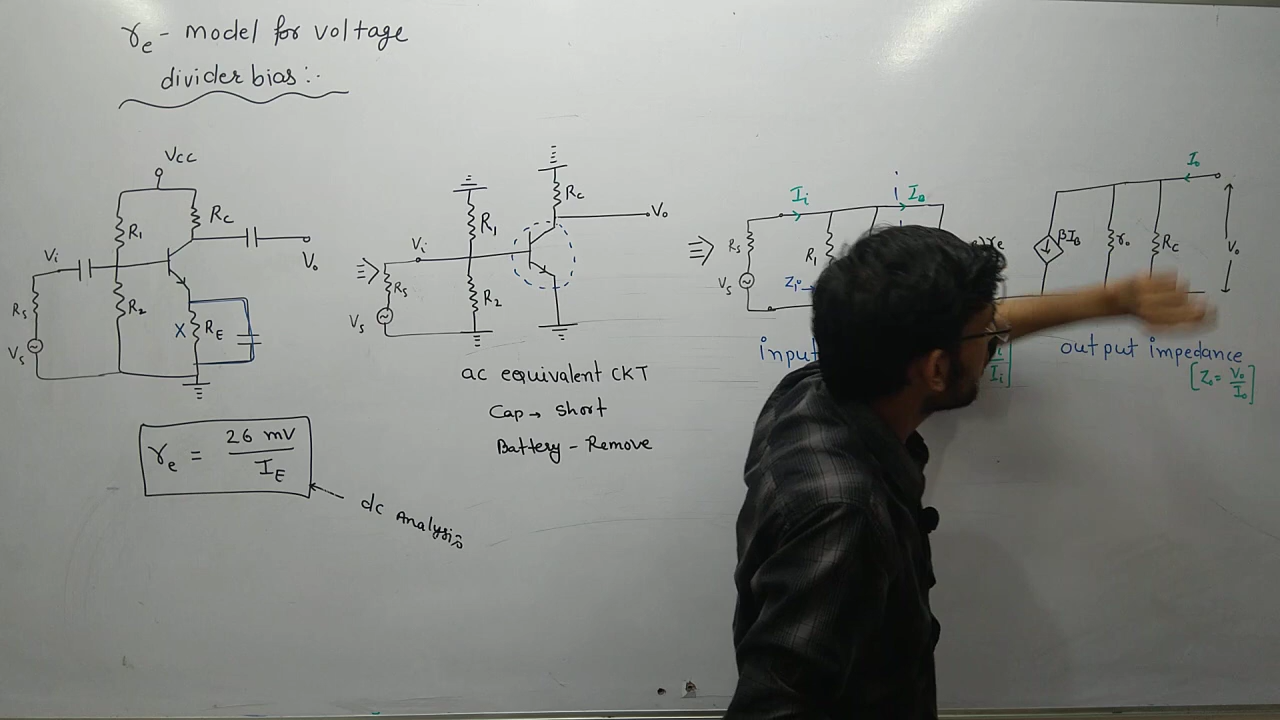 re - model for voltage
divider bias :-
Vcc
R1
Rc
Vi
Vo
Rs
R2
X
RE
Vs
re = 26 mV / IE
dc Analysis
R1
Rc
Vo
Vi
Rs
R2
Vs
ac equivalent CKT
Cap → short
Battery - Remove
Ii
i
Rs
R1
re
Vs
Zi
input
Ii
Io
βIB
ro
Rc
Vo
output impedance
[Zo = Vo / Io]